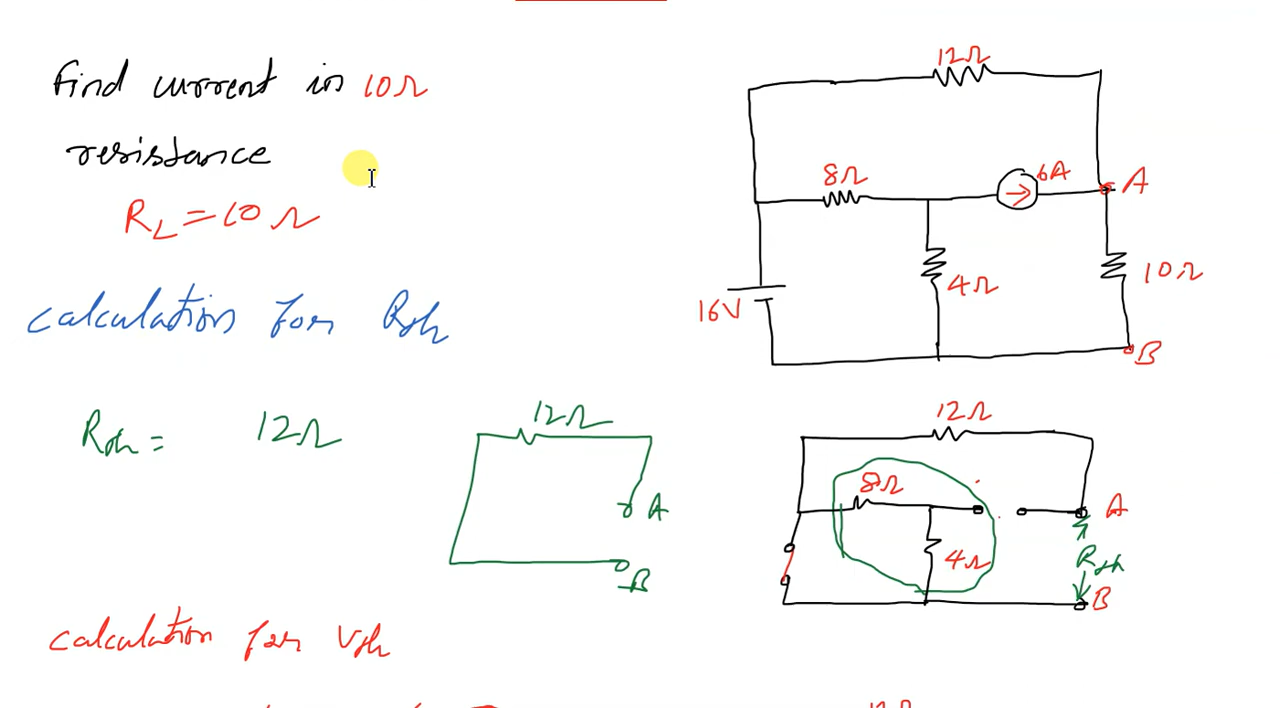 Find current in 10Ω
resistance
R_L = 10 Ω
calculation for Rth
Rth = 12Ω
12Ω
A
B
calculation for Vth
12Ω
8Ω
6A
A
4Ω
10Ω
16V
B
12Ω
8Ω
A
4Ω
Rth
B